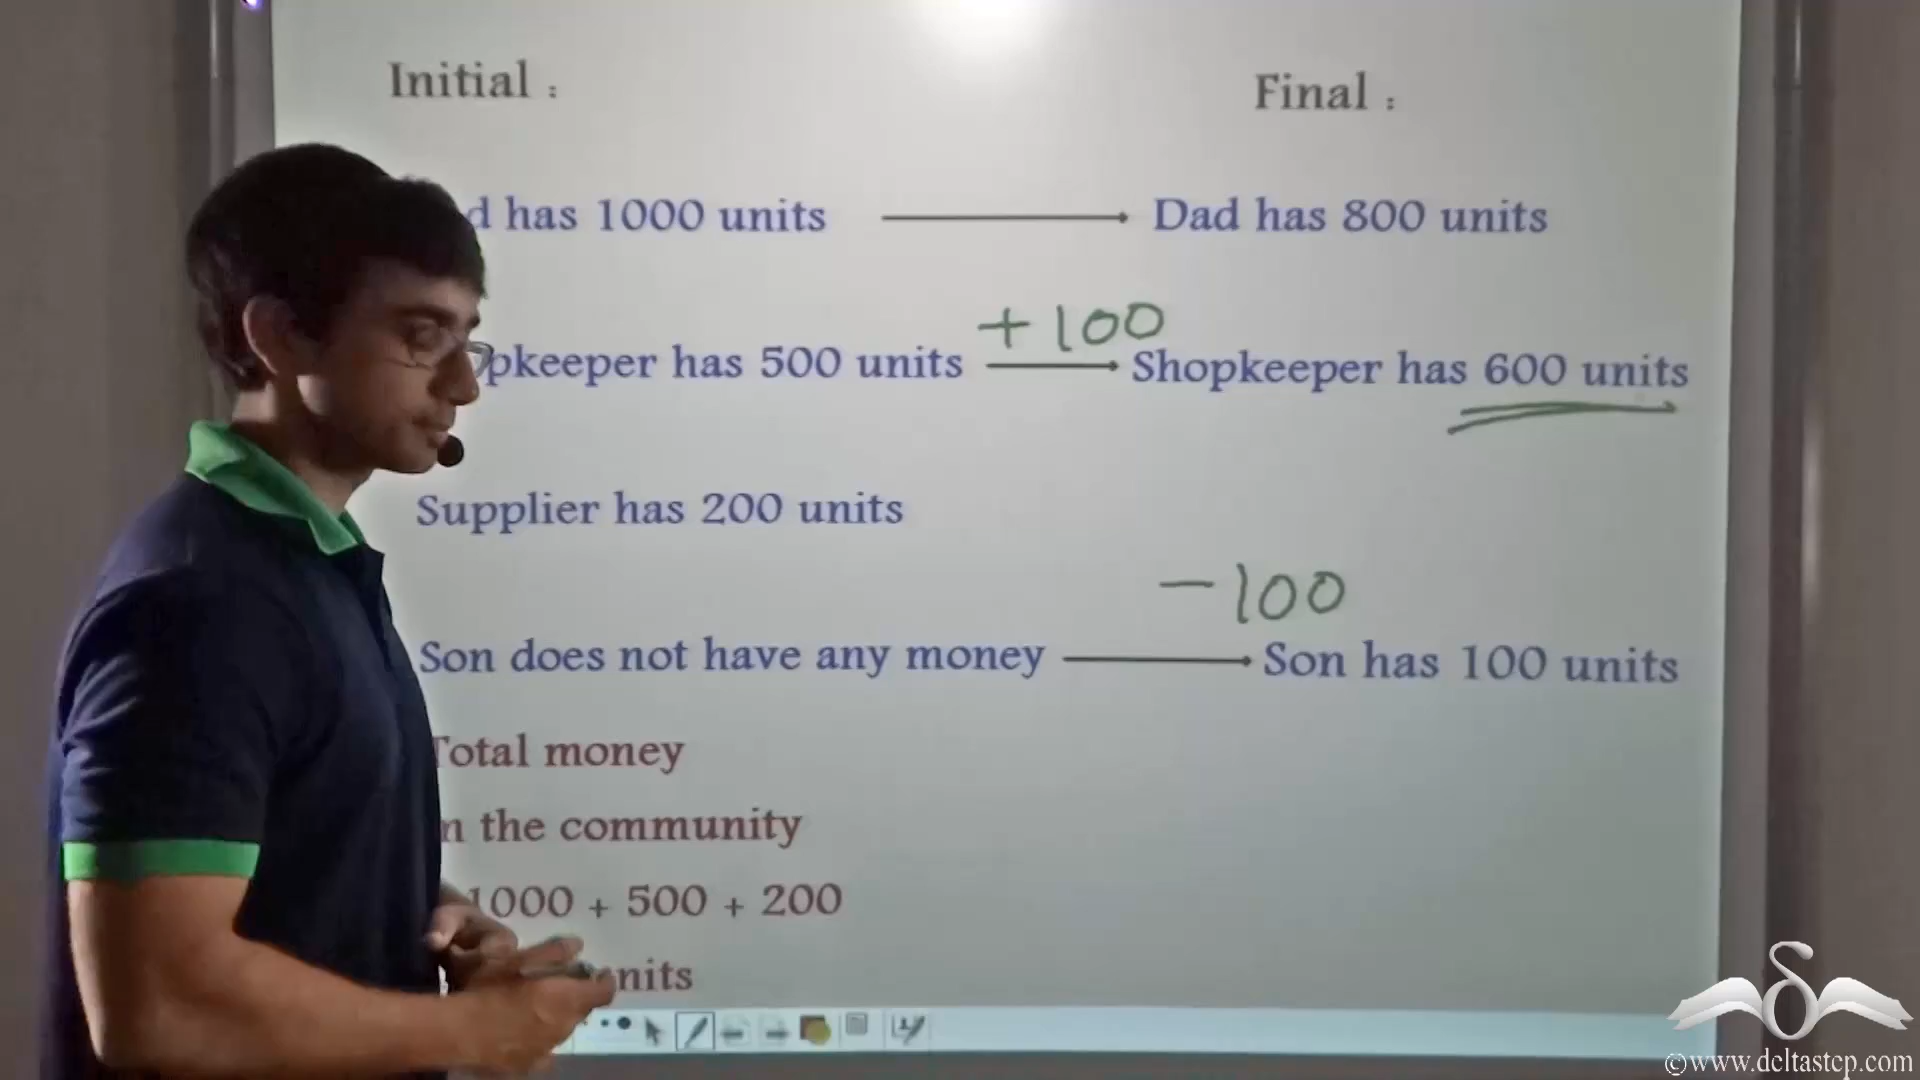 Initial :
Final :
d has 1000 units
Dad has 800 units
+ 100
pkeeper has 500 units
Shopkeeper has 600 units
Supplier has 200 units
- 100
Son does not have any money
Son has 100 units
Total money
n the community
1000 + 500 + 200
nits
©www.deltastep.com